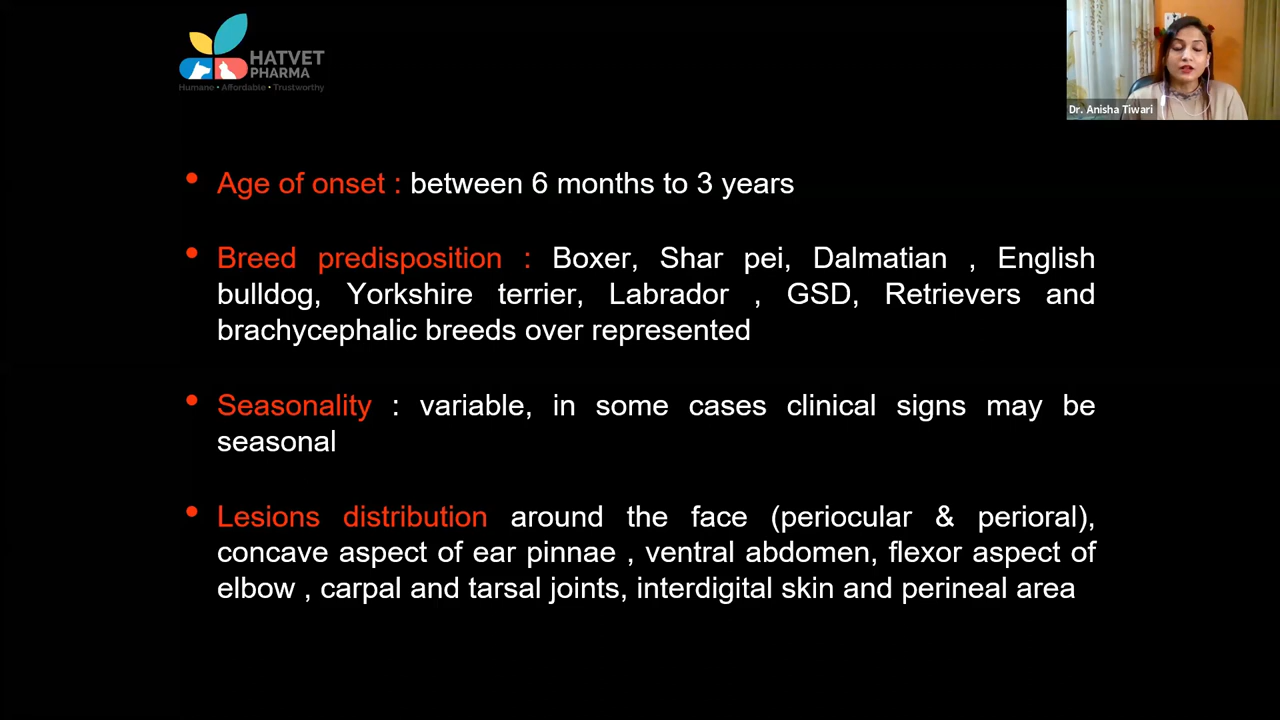 HATVET
PHARMA
Humane • Affordable • Trustworthy
Dr. Anisha Tiwari
• Age of onset : between 6 months to 3 years
• Breed predisposition : Boxer, Shar pei, Dalmatian , English
bulldog, Yorkshire terrier, Labrador , GSD, Retrievers and
brachycephalic breeds over represented
• Seasonality : variable, in some cases clinical signs may be
seasonal
• Lesions distribution around the face (periocular & perioral),
concave aspect of ear pinnae , ventral abdomen, flexor aspect of
elbow , carpal and tarsal joints, interdigital skin and perineal area